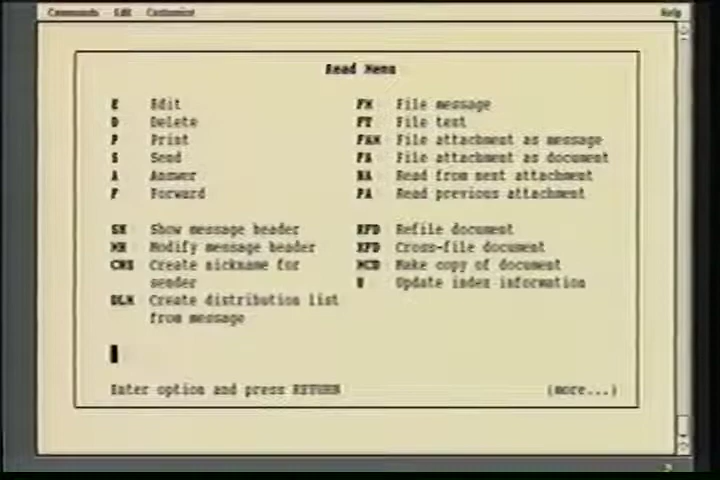 Commands Edit Customize Help
Read Menu
E Edit FM File message
D Delete FT File text
P Print FAM File attachment as message
S Send FA File attachment as document
A Answer NA Read from next attachment
F Forward PA Read previous attachment
SH Show message header RFD Refile document
MH Modify message header XFD Cross-file document
CNS Create nickname for MCD Make copy of document
sender U Update index information
DLM Create distribution list
from message
Enter option and press RETURN (more...)